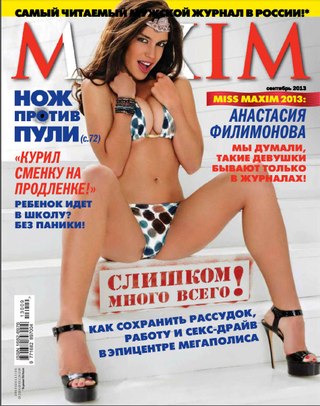 САМЫЙ ЧИТАЕМЫЙ МУЖСКОЙ ЖУРНАЛ В РОССИИ!*
MAXIM
сентябрь 2013
НОЖ
ПРОТИВ
ПУЛИ (с.72)
«КУРИЛ
СМЕНКУ НА
ПРОДЛЕНКЕ!»
РЕБЕНОК ИДЕТ
В ШКОЛУ?
БЕЗ ПАНИКИ!
MISS MAXIM 2013:
АНАСТАСИЯ
ФИЛИМОНОВА
МЫ ДУМАЛИ,
ТАКИЕ ДЕВУШКИ
БЫВАЮТ ТОЛЬКО
В ЖУРНАЛАХ!
СЛИШКОМ
МНОГО ВСЕГО!
КАК СОХРАНИТЬ РАССУДОК,
РАБОТУ И СЕКС-ДРАЙВ
В ЭПИЦЕНТРЕ МЕГАПОЛИСА